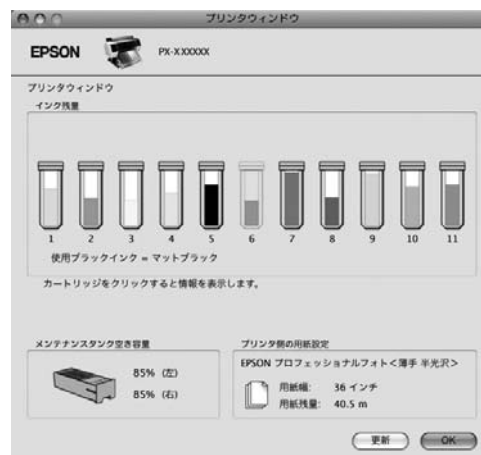 プリンタウィンドウ
EPSON PX-XXXXXX
プリンタウィンドウ
インク残量
1 2 3 4 5 6 7 8 9 10 11
使用ブラックインク = マットブラック
カートリッジをクリックすると情報を表示します。
メンテナンスタンク空き容量
85% (左)
85% (右)
プリンタ側の用紙設定
EPSON プロフェッショナルフォト<薄手 半光沢>
用紙幅: 36 インチ
用紙残量: 40.5 m
更新 OK